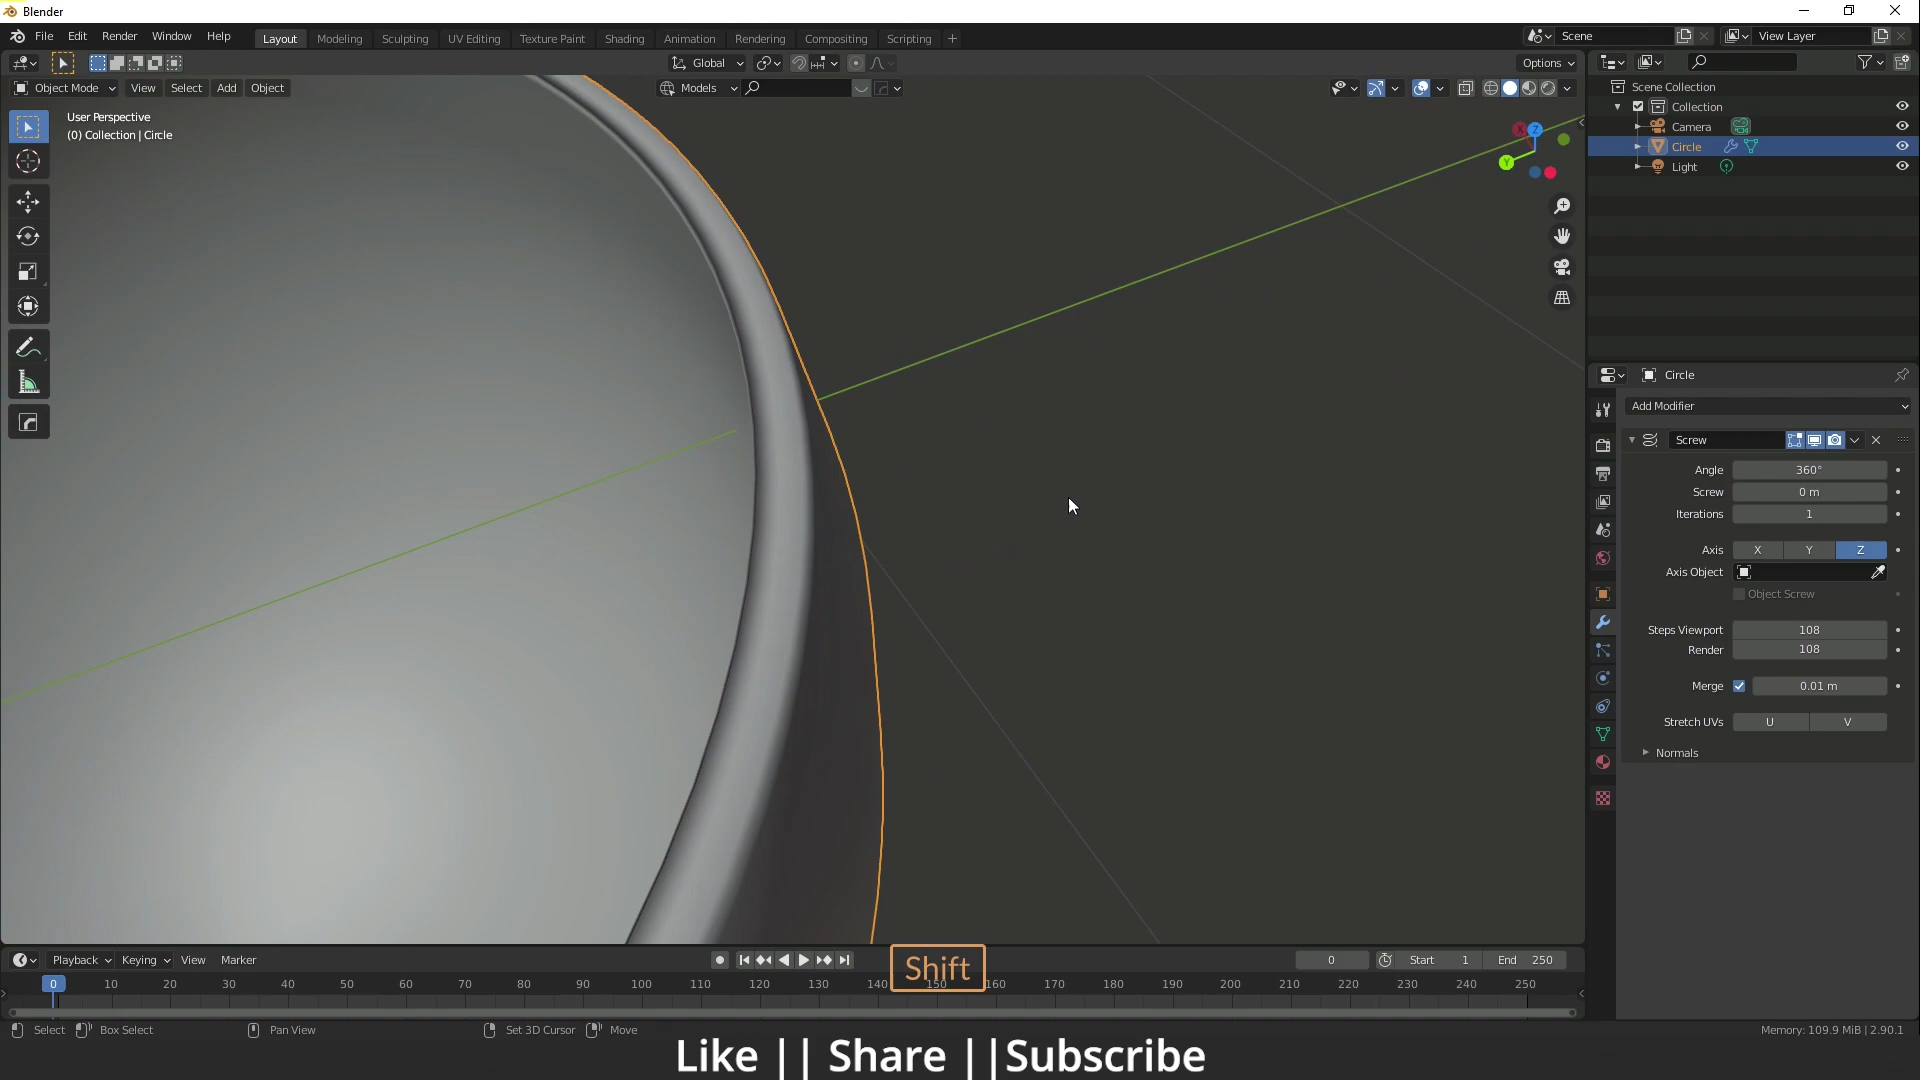 Blender
File Edit Render Window Help Layout Modeling Sculpting UV Editing Texture Paint Shading Animation Rendering Compositing Scripting + Scene View Layer
Global Options
Object Mode View Select Add Object Models
User Perspective
(0) Collection | Circle
X Z
Y
Scene Collection
Collection
Camera
Circle
Light
Circle
Add Modifier
Screw
Angle 360°
Screw 0 m
Iterations 1
Axis X Y Z
Axis Object
Object Screw
Steps Viewport 108
Render 108
Merge 0.01 m
Stretch UVs U V
Normals
Playback Keying View Marker 0 Start 1 End 250
Shift
0 10 20 30 40 50 60 70 80 90 100 110 120 130 140 150 160 170 180 190 200 210 220 230 240 250
Select Box Select Pan View Set 3D Cursor Move Memory: 109.9 MiB | 2.90.1
Like || Share ||Subscribe